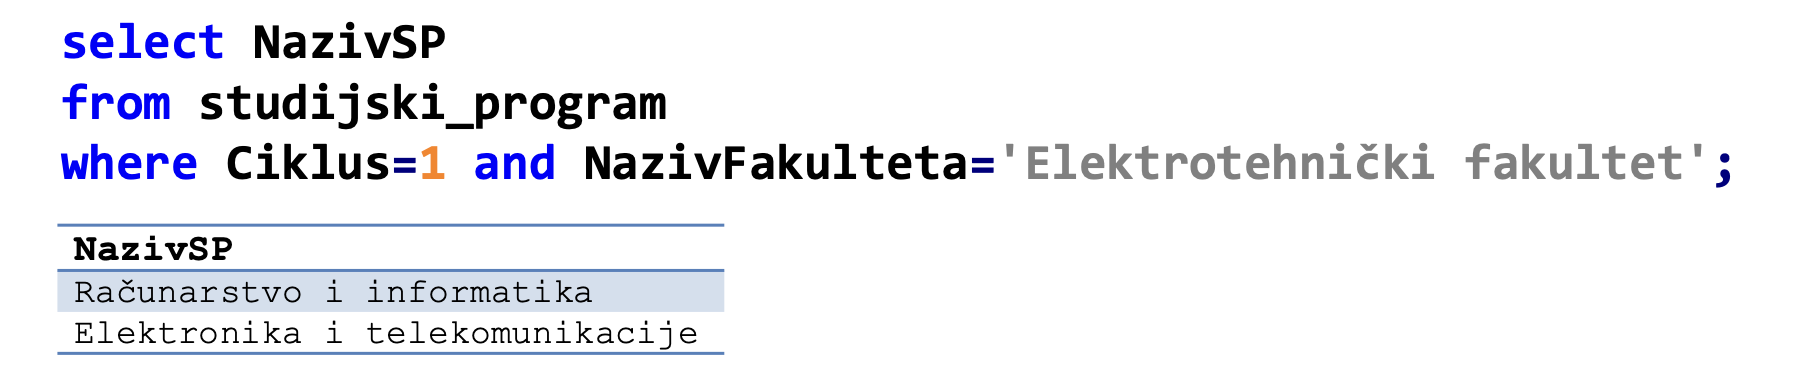 select NazivSP
from studijski_program
where Ciklus=1 and NazivFakulteta='Elektrotehnički fakultet';
NazivSP
Računarstvo i informatika
Elektronika i telekomunikacije